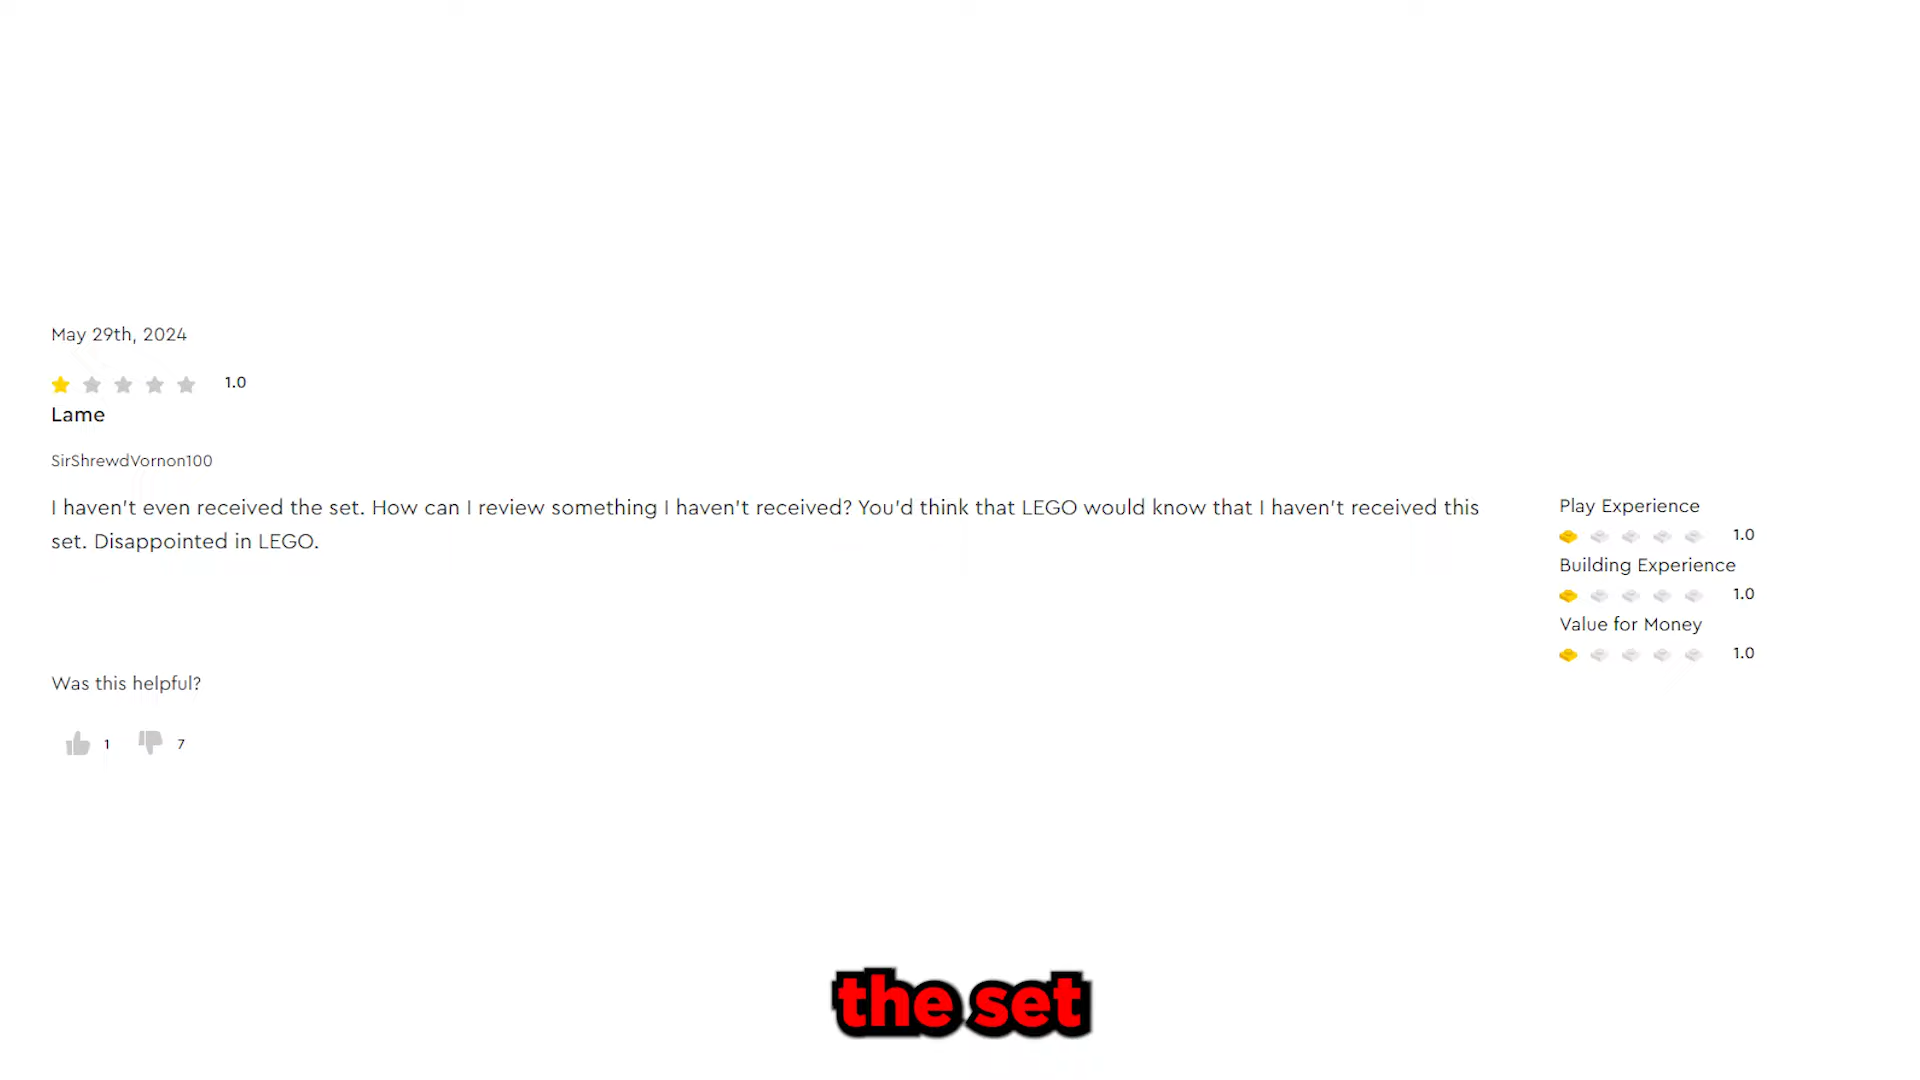 May 29th, 2024
1.0
Lame
SirShrewdVornon100
I haven't even received the set. How can I review something I haven't received? You'd think that LEGO would know that I haven't received this
set. Disappointed in LEGO.
Play Experience
1.0
Building Experience
1.0
Value for Money
1.0
Was this helpful?
1 7
the set